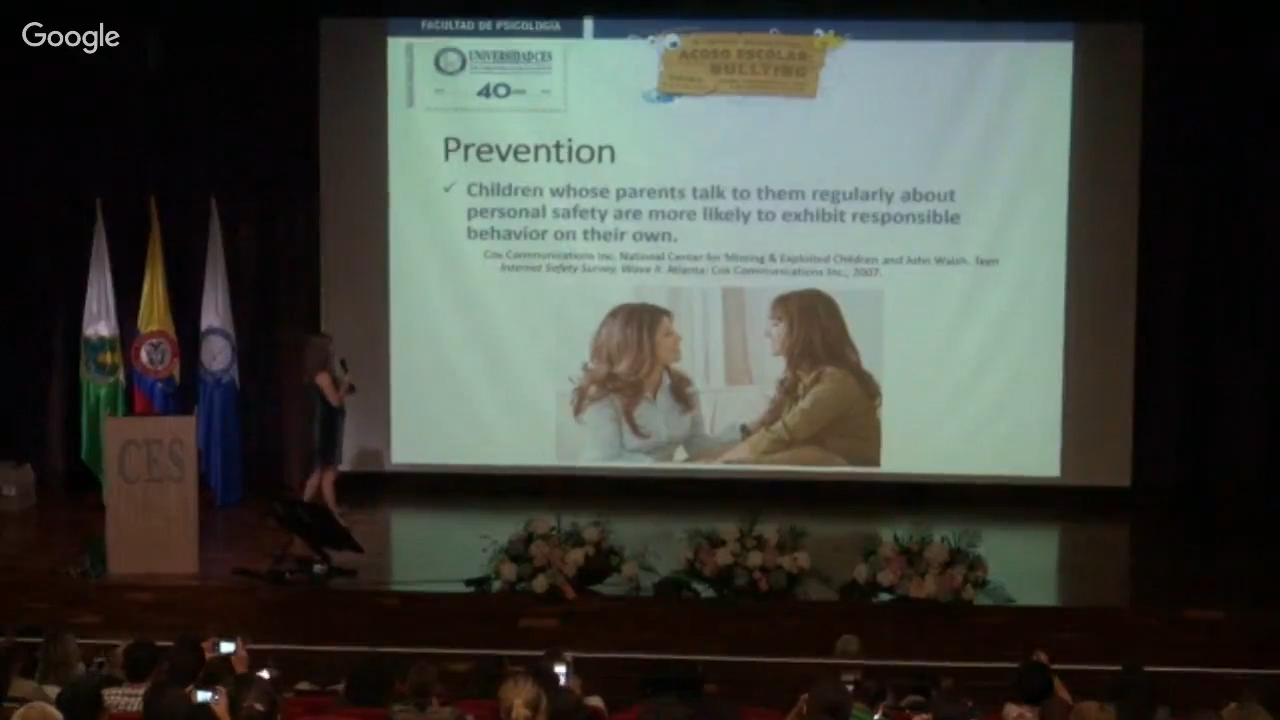 Google
FACULTAD DE PSICOLOGÍA
UNIVERSIDAD CES
40
ACOSO ESCOLAR
BULLYING
Prevention
✓ Children whose parents talk to them regularly about
personal safety are more likely to exhibit responsible
behavior on their own.
Cox Communications Inc. National Center for Missing & Exploited Children and John Walsh. Teen
Internet Safety Survey, Wave II. Atlanta: Cox Communications Inc., 2007.
CES